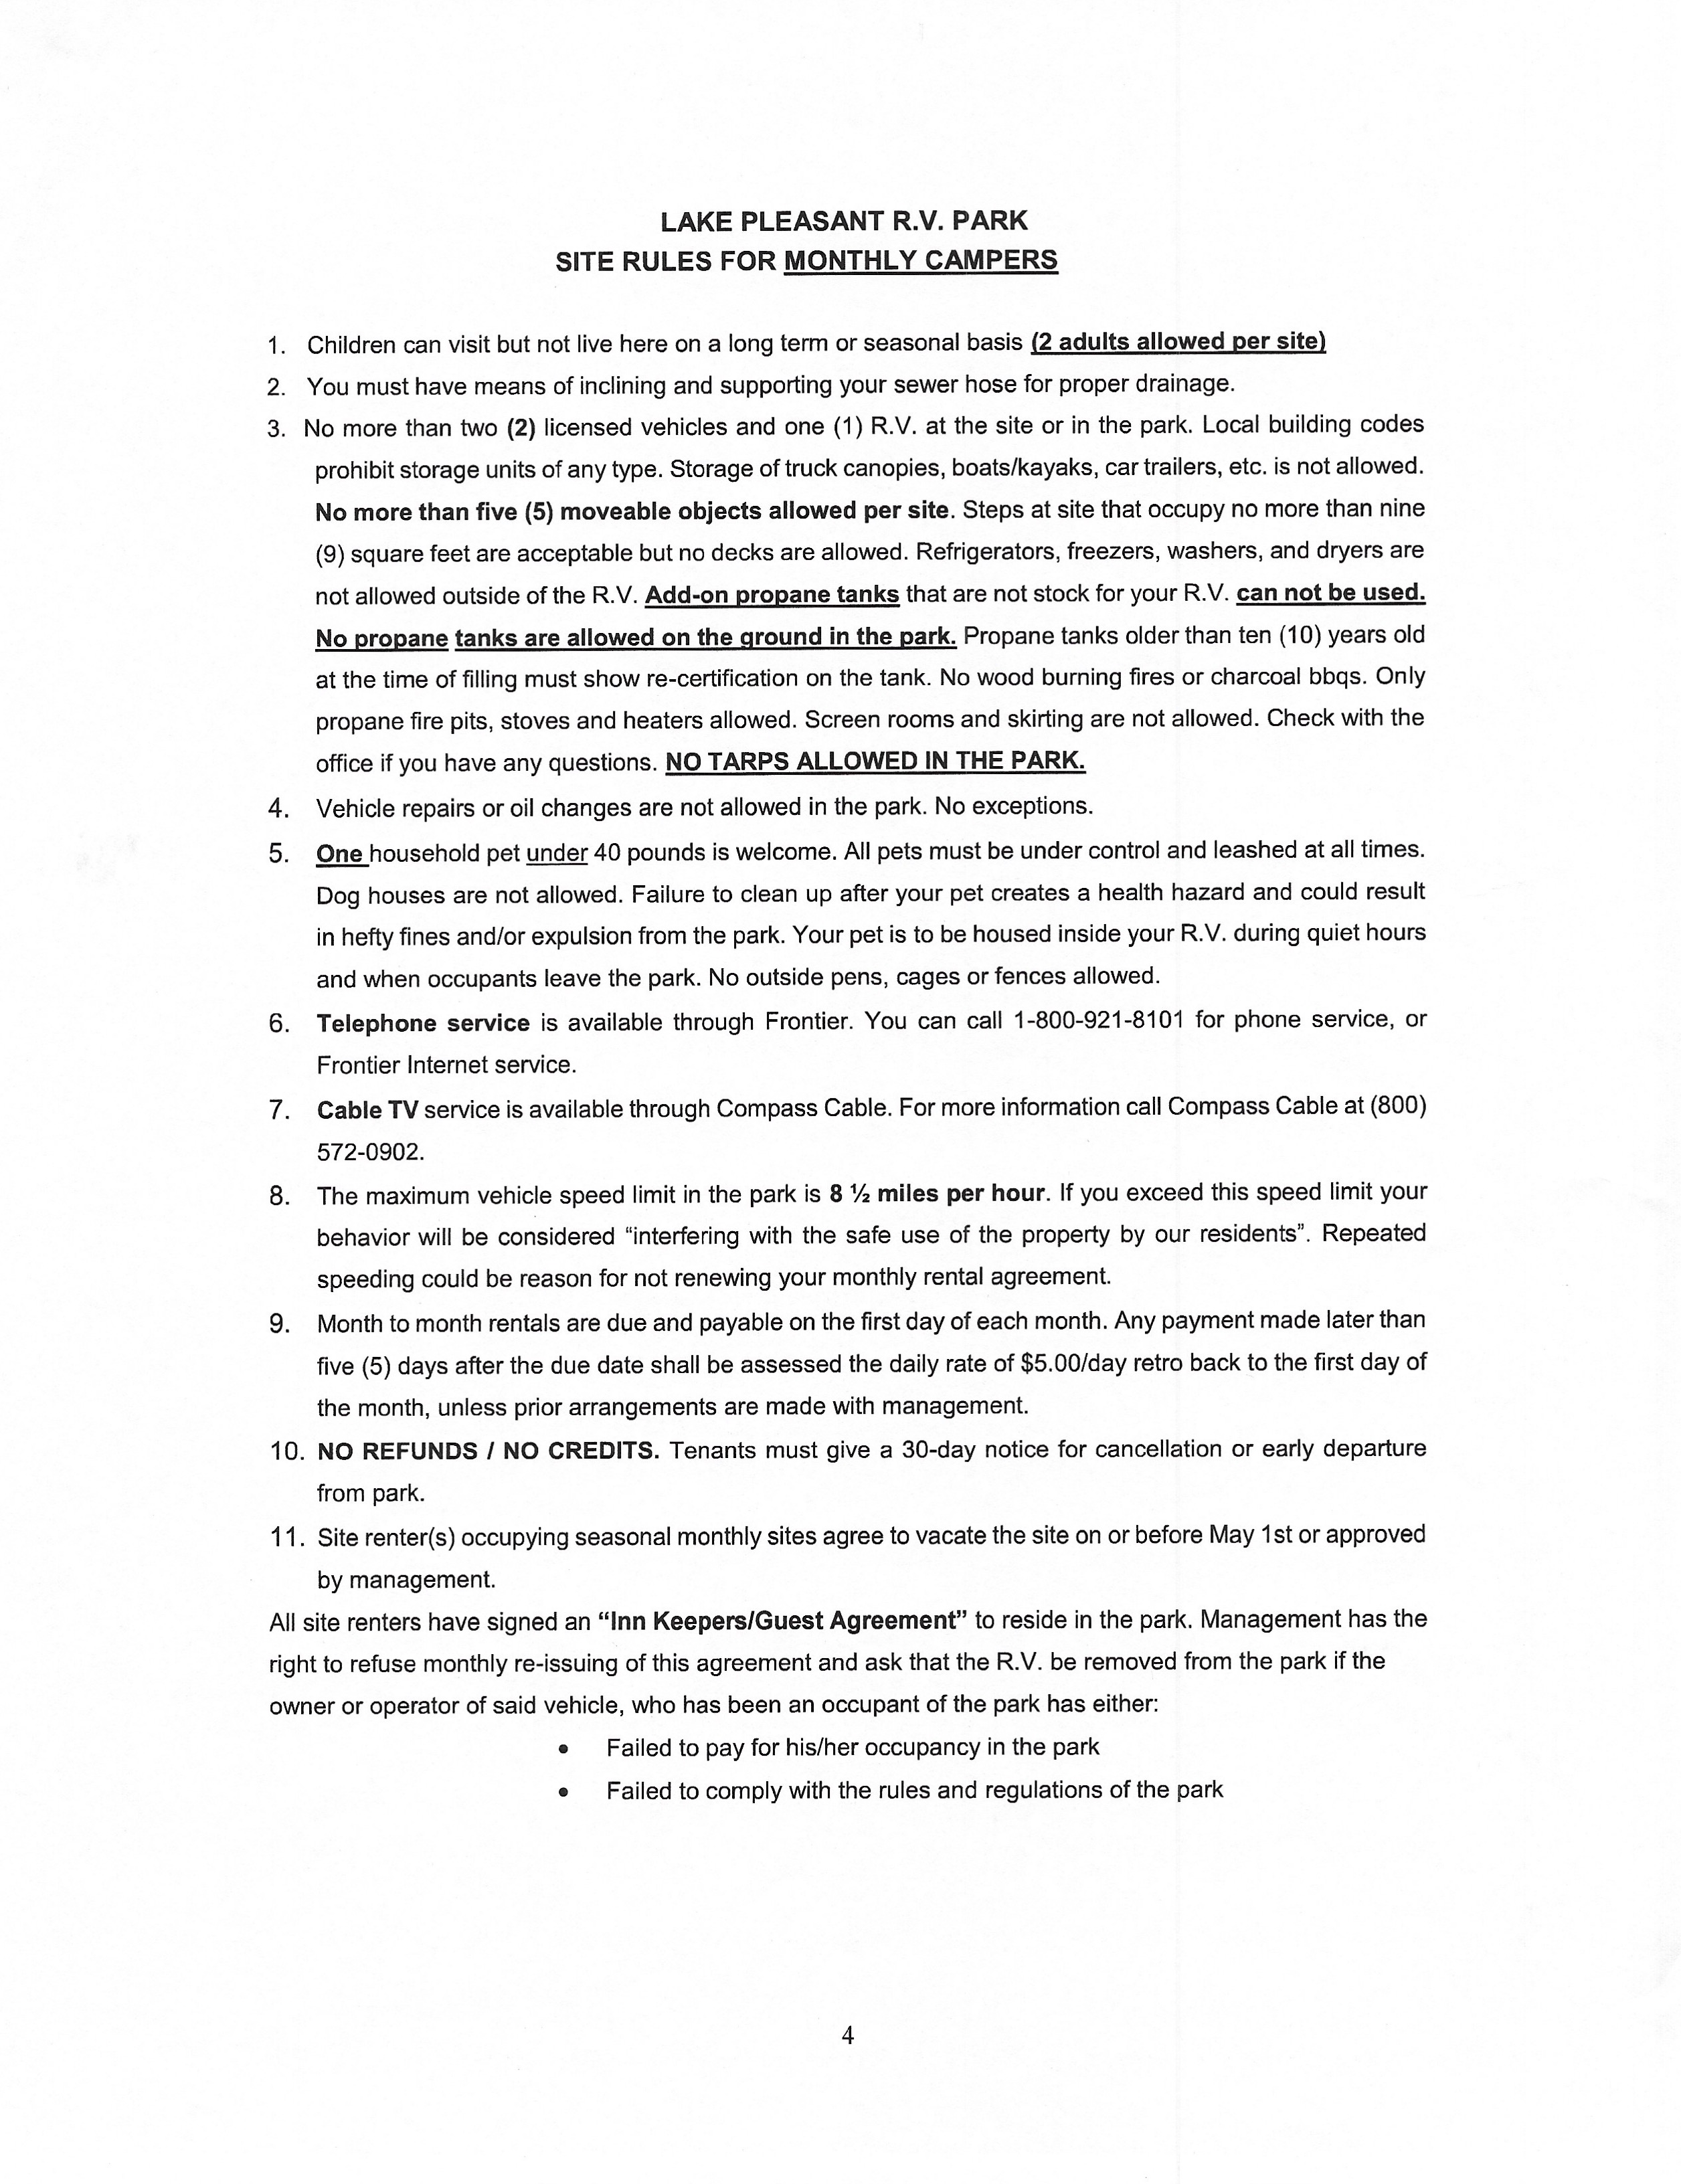 LAKE PLEASANT R.V. PARK
SITE RULES FOR MONTHLY CAMPERS
1. Children can visit but not live here on a long term or seasonal basis (2 adults allowed per site)
2. You must have means of inclining and supporting your sewer hose for proper drainage.
3. No more than two (2) licensed vehicles and one (1) R.V. at the site or in the park. Local building codes
prohibit storage units of any type. Storage of truck canopies, boats/kayaks, car trailers, etc. is not allowed.
No more than five (5) moveable objects allowed per site. Steps at site that occupy no more than nine
(9) square feet are acceptable but no decks are allowed. Refrigerators, freezers, washers, and dryers are
not allowed outside of the R.V. Add-on propane tanks that are not stock for your R.V. can not be used.
No propane tanks are allowed on the ground in the park. Propane tanks older than ten (10) years old
at the time of filling must show re-certification on the tank. No wood burning fires or charcoal bbqs. Only
propane fire pits, stoves and heaters allowed. Screen rooms and skirting are not allowed. Check with the
office if you have any questions. NO TARPS ALLOWED IN THE PARK.
4. Vehicle repairs or oil changes are not allowed in the park. No exceptions.
5. One household pet under 40 pounds is welcome. All pets must be under control and leashed at all times.
Dog houses are not allowed. Failure to clean up after your pet creates a health hazard and could result
in hefty fines and/or expulsion from the park. Your pet is to be housed inside your R.V. during quiet hours
and when occupants leave the park. No outside pens, cages or fences allowed.
6. Telephone service is available through Frontier. You can call 1-800-921-8101 for phone service, or
Frontier Internet service.
7. Cable TV service is available through Compass Cable. For more information call Compass Cable at (800)
572-0902.
8. The maximum vehicle speed limit in the park is 8 ½ miles per hour. If you exceed this speed limit your
behavior will be considered “interfering with the safe use of the property by our residents”. Repeated
speeding could be reason for not renewing your monthly rental agreement.
9. Month to month rentals are due and payable on the first day of each month. Any payment made later than
five (5) days after the due date shall be assessed the daily rate of $5.00/day retro back to the first day of
the month, unless prior arrangements are made with management.
10. NO REFUNDS / NO CREDITS. Tenants must give a 30-day notice for cancellation or early departure
from park.
11. Site renter(s) occupying seasonal monthly sites agree to vacate the site on or before May 1st or approved
by management.
All site renters have signed an “Inn Keepers/Guest Agreement” to reside in the park. Management has the
right to refuse monthly re-issuing of this agreement and ask that the R.V. be removed from the park if the
owner or operator of said vehicle, who has been an occupant of the park has either:
• Failed to pay for his/her occupancy in the park
• Failed to comply with the rules and regulations of the park
4